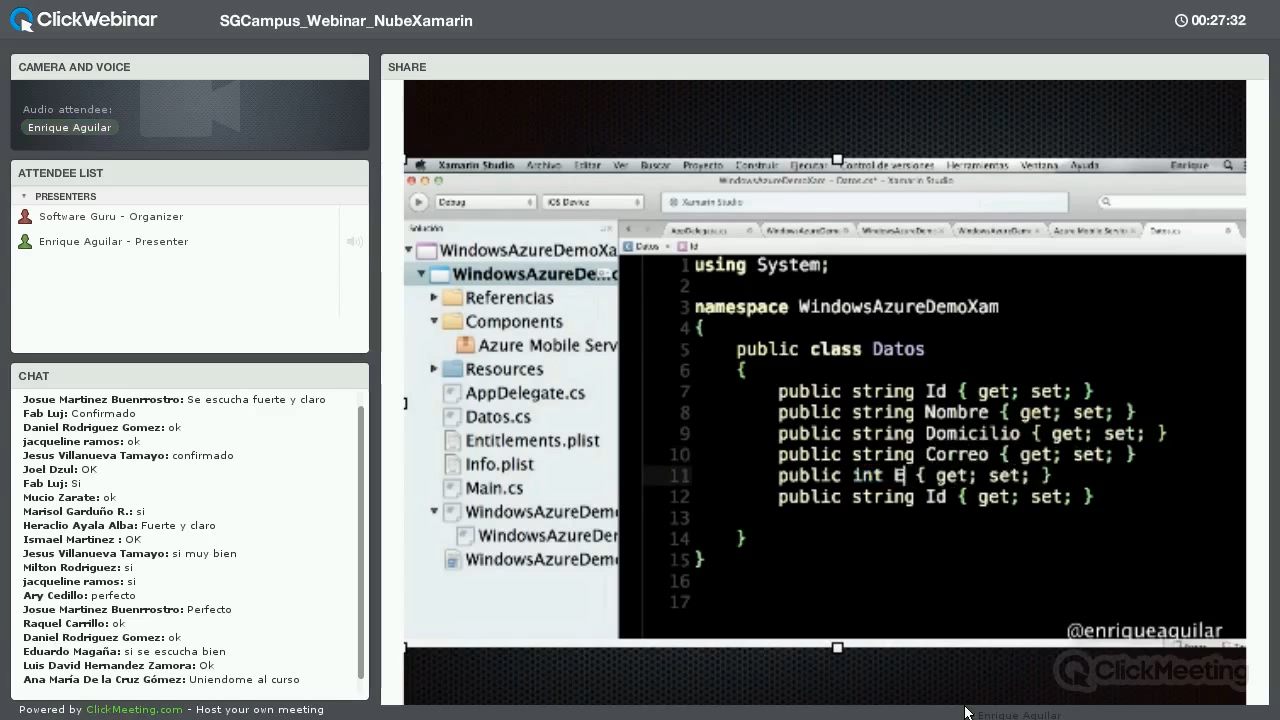 ClickWebinar
SGCampus_Webinar_NubeXamarin
00:27:32
CAMERA AND VOICE
Audio attendee:
Enrique Aguilar
ATTENDEE LIST
PRESENTERS
Software Guru - Organizer
Enrique Aguilar - Presenter
CHAT
Josue Martinez Buenrrostro: Se escucha fuerte y claro
Fab Luj: Confirmado
Daniel Rodriguez Gomez: ok
jacqueline ramos: ok
Jesus Villanueva Tamayo: confirmado
Joel Dzul: OK
Fab Luj: Si
Mucio Zarate: ok
Marisol Garduño R.: si
Heraclio Ayala Alba: Fuerte y claro
Ismael Martinez : OK
Jesus Villanueva Tamayo: si muy bien
Milton Rodriguez: si
jacqueline ramos: si
Ary Cedillo: perfecto
Josue Martinez Buenrrostro: Perfecto
Raquel Carrillo: ok
Daniel Rodriguez Gomez: ok
Eduardo Magaña: si se escucha bien
Luis David Hernandez Zamora: Ok
Ana María De la Cruz Gómez: Uniendome al curso
Powered by ClickMeeting.com - Host your own meeting
SHARE
Xamarin Studio Archivo Editar Ver Buscar Proyecto Construir Ejecutar Control de versiones Herramientas Ventana Ayuda Enrique
WindowsAzureDemoXam - Datos.cs* - Xamarin Studio
Debug iOS Device Xamarin Studio
Solución
AppDelegate.cs WindowsAzureDemo WindowsAzureDemo WindowsAzureDemo Azure Mobile Servic Datos.cs
Datos Id
WindowsAzureDemoXa
WindowsAzureDe...c
Referencias
Components
Azure Mobile Serv
Resources
AppDelegate.cs
Datos.cs
Entitlements.plist
Info.plist
Main.cs
WindowsAzureDemo
WindowsAzureDem
WindowsAzureDemo
1 using System;
2
3 namespace WindowsAzureDemoXam
4 {
5 public class Datos
6 {
7 public string Id { get; set; }
8 public string Nombre { get; set; }
9 public string Domicilio { get; set; }
10 public string Correo { get; set; }
11 public int E { get; set; }
12 public string Id { get; set; }
13
14 }
15 }
16
17
@enriqueaguilar
ClickMeeting
Enrique Aguilar